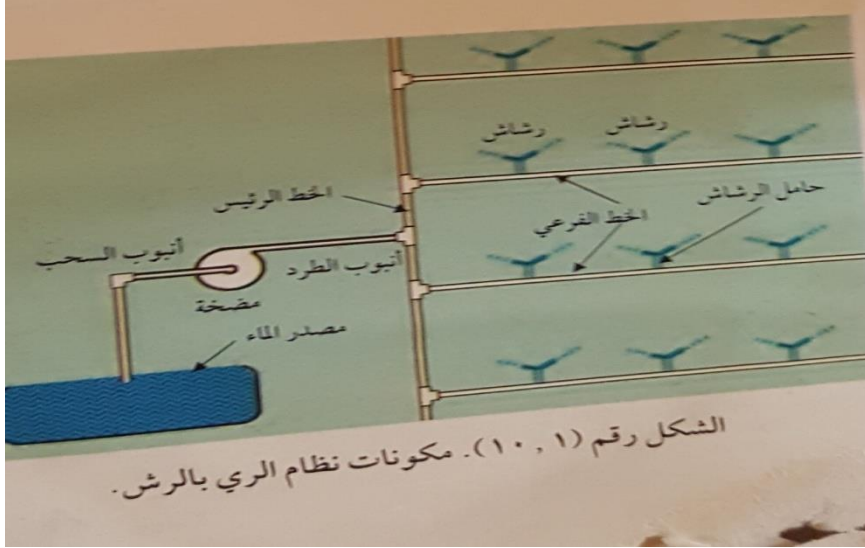 رشاش
رشاش
حامل الرشاش
الخط الرئيس
الخط الفرعي
أنبوب السحب
أنبوب الطرد
مضخة
مصدر الماء
الشكل رقم (١٠,١). مكونات نظام الري بالرش.